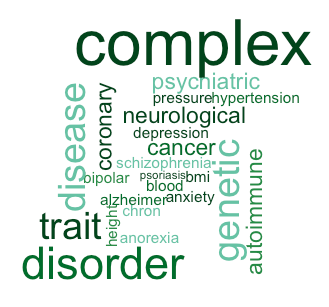 complex
psychiatric
pressure
hypertension
coronary
disease
neurological
depression
cancer
genetic
schizophrenia
bipolar
psoriasis
bmi
blood
autoimmune
alzheimer
anxiety
trait
height
chron
anorexia
disorder